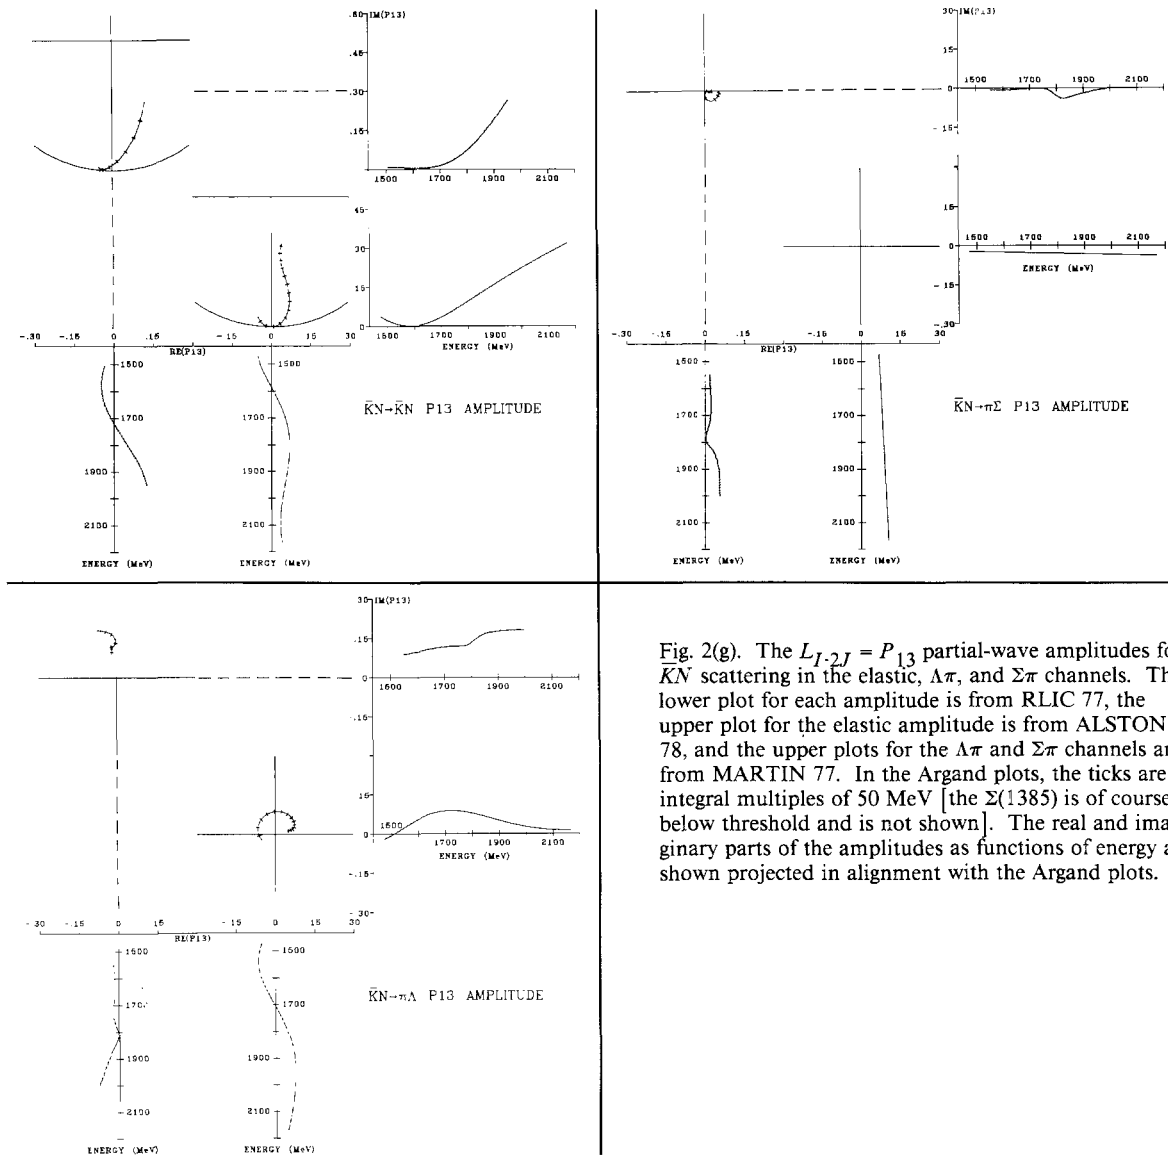 .60 IM(P13)
.45
.30
.15
0
1500 1700 1900 2100
45
30
15
0
1500 1700 1900 2100
ENERGY (MeV)
-.30 -.15 0 .15 -.15 0 .15 30
RE(P13)
1500
1700
1900
2100
ENERGY (MeV)
1500
1700
1900
2100
ENERGY (MeV)
K̄N→K̄N P13 AMPLITUDE
30 IM(P13)
15
0
-.15
1500 1700 1900 2100
15
0
-.15
-.30
1500 1700 1900 2100
ENERGY (MeV)
-.30 -.15 0 .15 -.15 0 .15 30
RE(P13)
1500
1700
1900
2100
ENERGY (MeV)
1500
1700
1900
2100
ENERGY (MeV)
K̄N→πΣ P13 AMPLITUDE
30 IM(P13)
.15
0
-.15
1500 1700 1900 2100
.15
0
-.15
-.30
1500 1700 1900 2100
ENERGY (MeV)
-.30 -.15 0 .15 -.15 0 15 30
RE(P13)
1500
1700
1900
2100
ENERGY (MeV)
1500
1700
1900
2100
ENERGY (MeV)
K̄N→πΛ P13 AMPLITUDE
Fig. 2(g). The L_{I·2J} = P₁₃ partial-wave amplitudes fo
K̄N scattering in the elastic, Λπ, and Σπ channels. Th
lower plot for each amplitude is from RLIC 77, the
upper plot for the elastic amplitude is from ALSTON
78, and the upper plots for the Λπ and Σπ channels ar
from MARTIN 77. In the Argand plots, the ticks are
integral multiples of 50 MeV [the Σ(1385) is of course
below threshold and is not shown]. The real and ima
ginary parts of the amplitudes as functions of energy a
shown projected in alignment with the Argand plots.